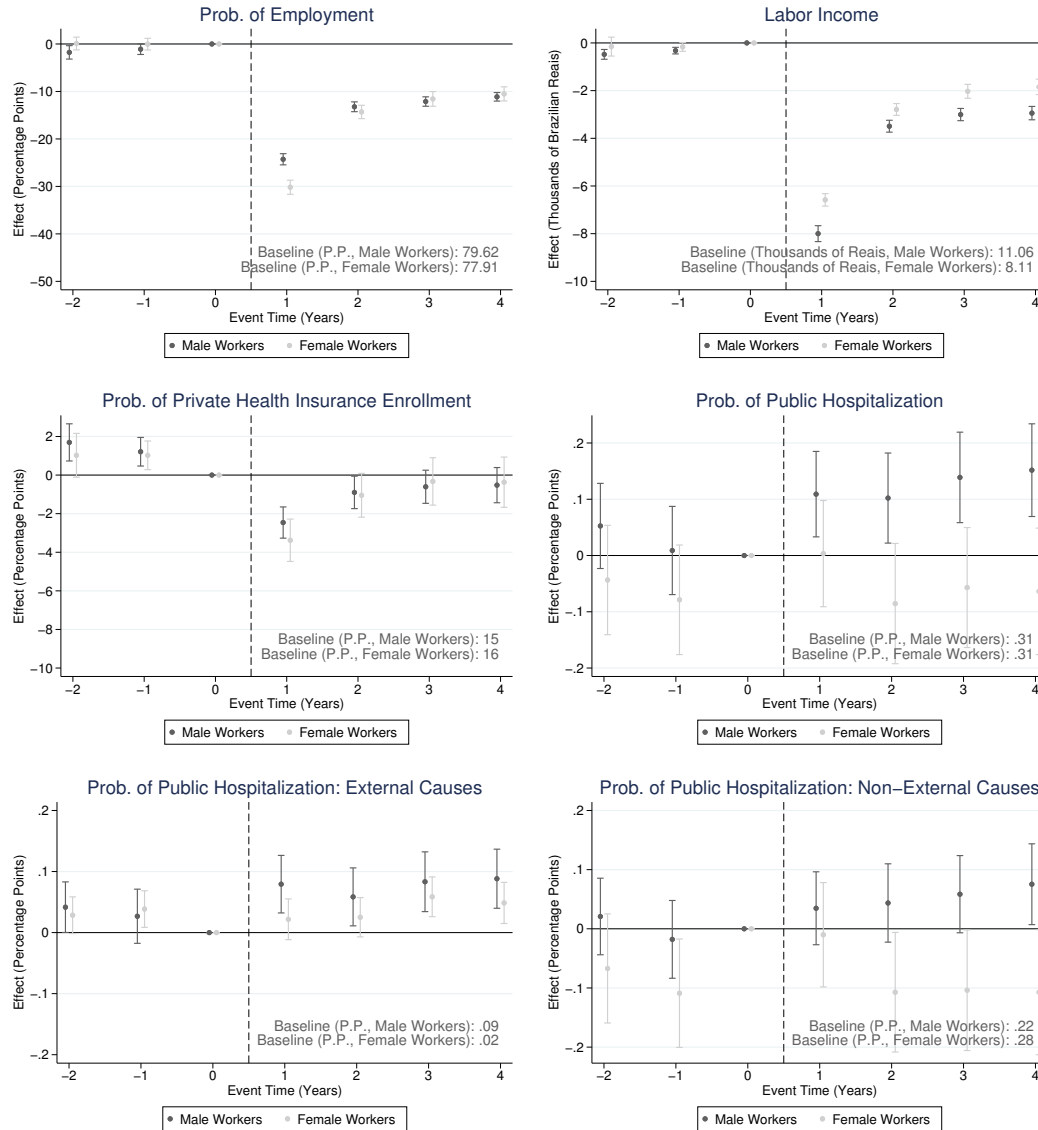 Prob. of Employment
Effect (Percentage Points)
0
−10
−20
−30
−40
−50
Baseline (P.P., Male Workers): 79.62
Baseline (P.P., Female Workers): 77.91
−2 −1 0 1 2 3 4
Event Time (Years)
Male Workers Female Workers
Labor Income
Effect (Thousands of Brazilian Reais)
0
−2
−4
−6
−8
−10
Baseline (Thousands of Reais, Male Workers): 11.06
Baseline (Thousands of Reais, Female Workers): 8.11
−2 −1 0 1 2 3 4
Event Time (Years)
Male Workers Female Workers
Prob. of Private Health Insurance Enrollment
Effect (Percentage Points)
2
0
−2
−4
−6
−8
−10
Baseline (P.P., Male Workers): 15
Baseline (P.P., Female Workers): 16
−2 −1 0 1 2 3 4
Event Time (Years)
Male Workers Female Workers
Prob. of Public Hospitalization
Effect (Percentage Points)
.2
.1
0
−.1
−.2
Baseline (P.P., Male Workers): .31
Baseline (P.P., Female Workers): .31
−2 −1 0 1 2 3 4
Event Time (Years)
Male Workers Female Workers
Prob. of Public Hospitalization: External Causes
Effect (Percentage Points)
.2
.1
0
−.1
−.2
Baseline (P.P., Male Workers): .09
Baseline (P.P., Female Workers): .02
−2 −1 0 1 2 3 4
Event Time (Years)
Male Workers Female Workers
Prob. of Public Hospitalization: Non−External Causes
Effect (Percentage Points)
.2
.1
0
−.1
−.2
Baseline (P.P., Male Workers): .22
Baseline (P.P., Female Workers): .28
−2 −1 0 1 2 3 4
Event Time (Years)
Male Workers Female Workers